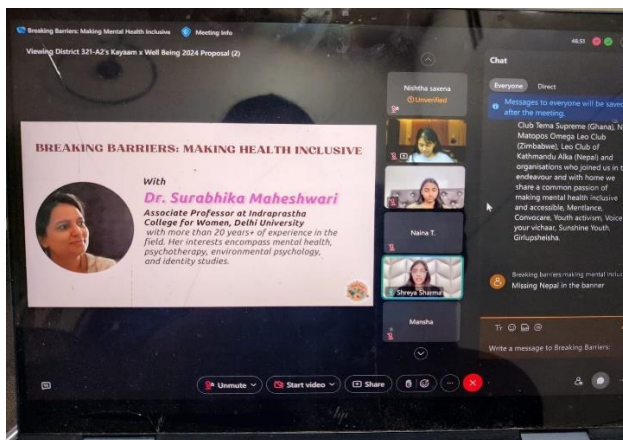 Breaking Barriers: Making Mental Health Inclusive
Meeting Info
Viewing District 321-A2's Kayaam x Well Being 2024 Proposal (2)
BREAKING BARRIERS: MAKING HEALTH INCLUSIVE
With
Dr. Surabhika Maheshwari
Associate Professor at Indraprastha
College for Women, Delhi University
with more than 20 years+ of experience in the
field. Her interests encompass mental health,
psychotherapy, environmental psychology,
and identity studies.
Nishtha saxena
Unverified
Naina T.
Shreya Sharma
Mansha
Chat
Everyone
Direct
Messages to everyone will be saved
after the meeting.
Club Tema Supreme (Ghana), N
Matopos Omega Leo Club
(Zimbabwe), Leo Club of
Kathmandu Alka (Nepal) and
organisations who joined us in t
endeavour and with home we
share a common passion of
making mental health inclusive
and accessible, Mentlance,
Convocare, Youth activism, Voice
your vichaar, Sunshine Youth,
Girlupsheisha.
Breaking barriers:making mental inclus
Missing Nepal in the banner
Write a message to Breaking Barriers:
Unmute
Start video
Share
hp